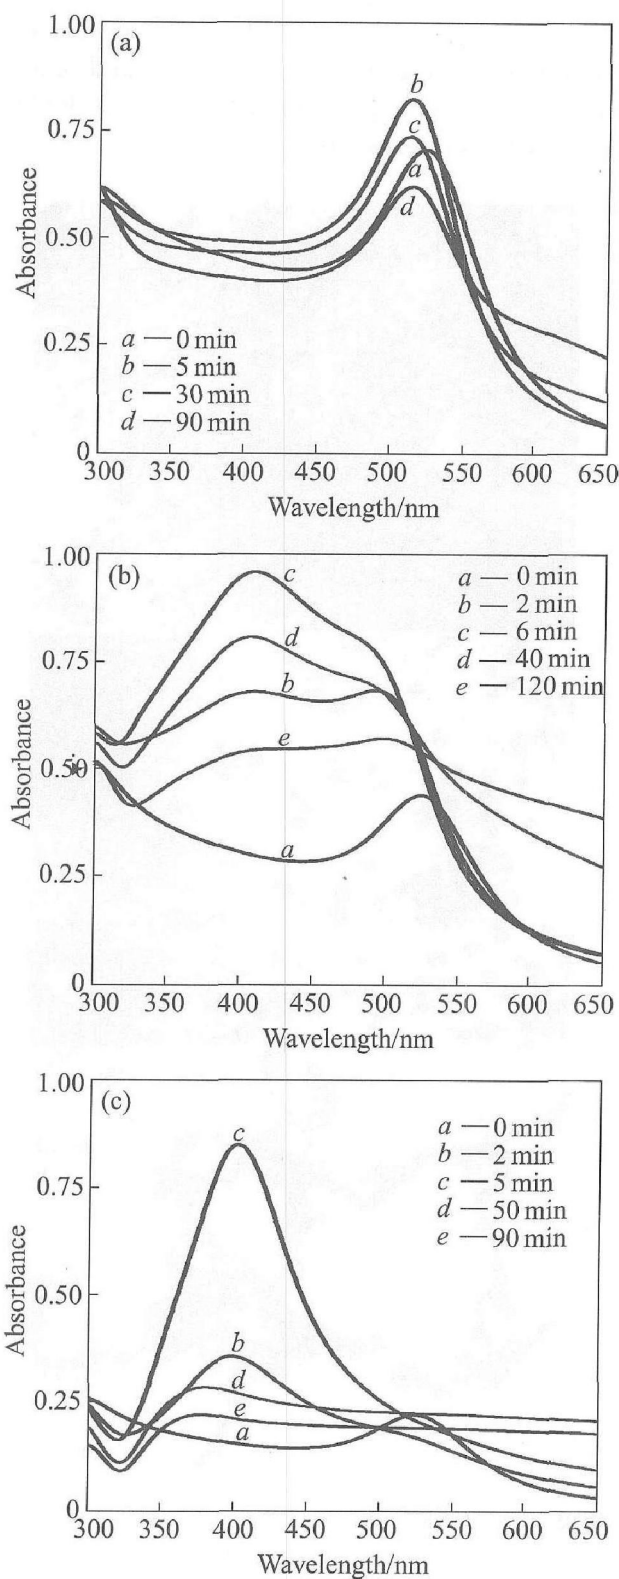 1.00
(a)
b
0.75
c
a
d
0.50
Absorbance
a — 0 min
b — 5 min
c — 30 min
d — 90 min
0.25
0
300 350 400 450 500 550 600 650
Wavelength/nm
1.00
(b)
c
a — 0 min
b — 2 min
c — 6 min
d — 40 min
e — 120 min
d
0.75
b
e
0.50
Absorbance
a
0.25
0
300 350 400 450 500 550 600 650
Wavelength/nm
1.00
(c)
c
a — 0 min
b — 2 min
c — 5 min
d — 50 min
e — 90 min
0.75
Absorbance
0.50
b
d
0.25
e
a
0
300 350 400 450 500 550 600 650
Wavelength/nm